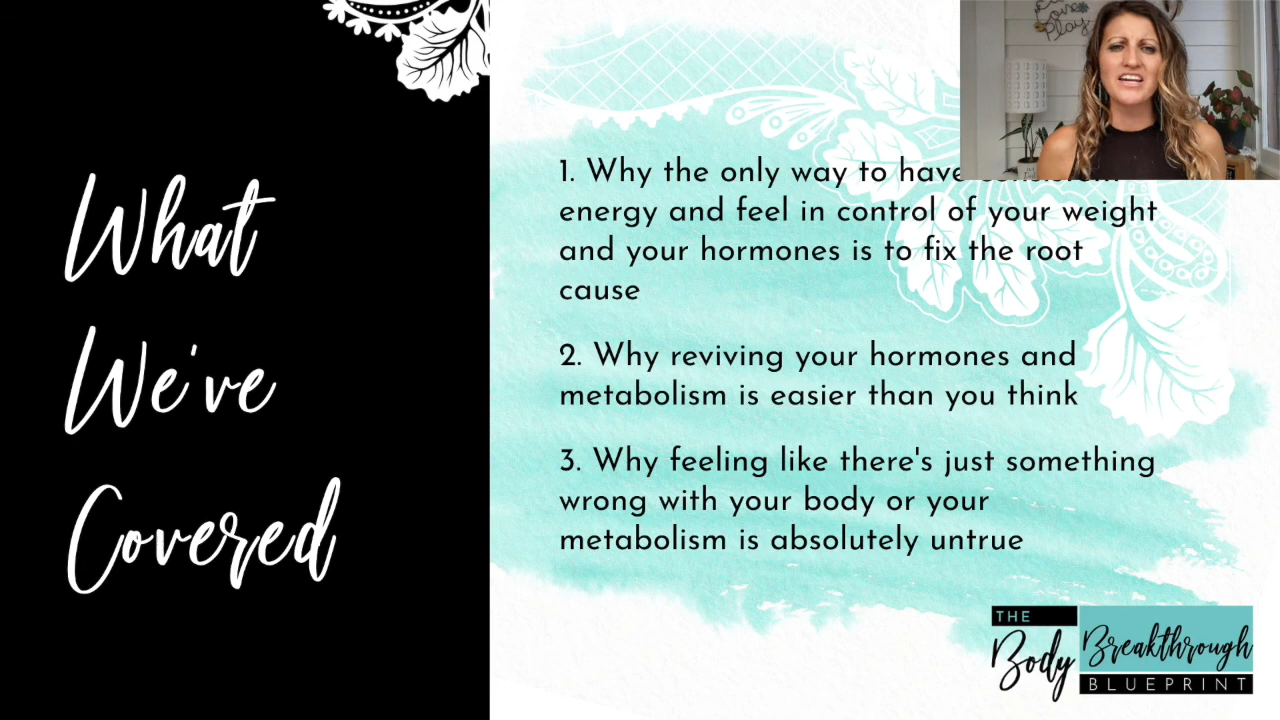 What
We've
Covered
1. Why the only way to have
energy and feel in control of your weight
and your hormones is to fix the root
cause
2. Why reviving your hormones and
metabolism is easier than you think
3. Why feeling like there's just something
wrong with your body or your
metabolism is absolutely untrue
THE
Body Breakthrough
BLUEPRINT